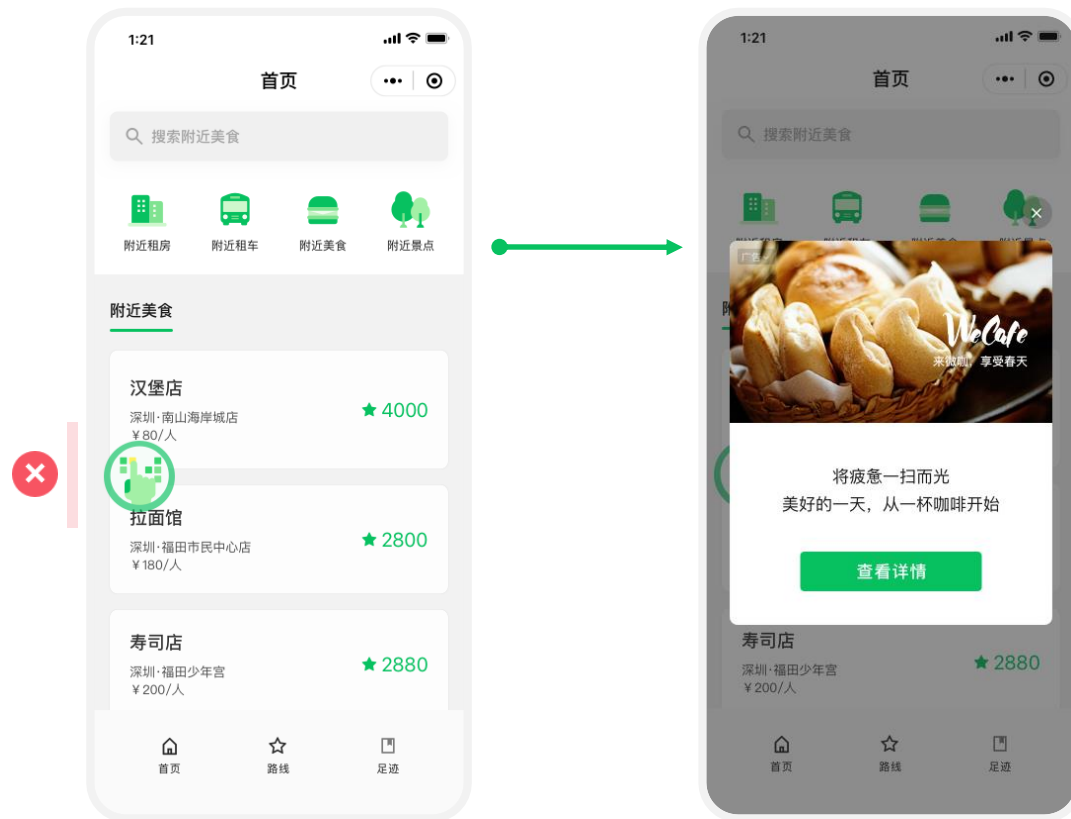 1:21
首页
搜索附近美食
附近租房
附近租车
附近美食
附近景点
附近美食
汉堡店
深圳·南山海岸城店
¥80/人
4000
拉面馆
深圳·福田市民中心店
¥180/人
2800
寿司店
深圳·福田少年宫
¥200/人
2880
首页
路线
足迹
1:21
首页
搜索附近美食
广告
WeCafe
来微咖，享受春天
将疲惫一扫而光
美好的一天，从一杯咖啡开始
查看详情
寿司店
深圳·福田少年宫
¥200/人
2880
首页
路线
足迹